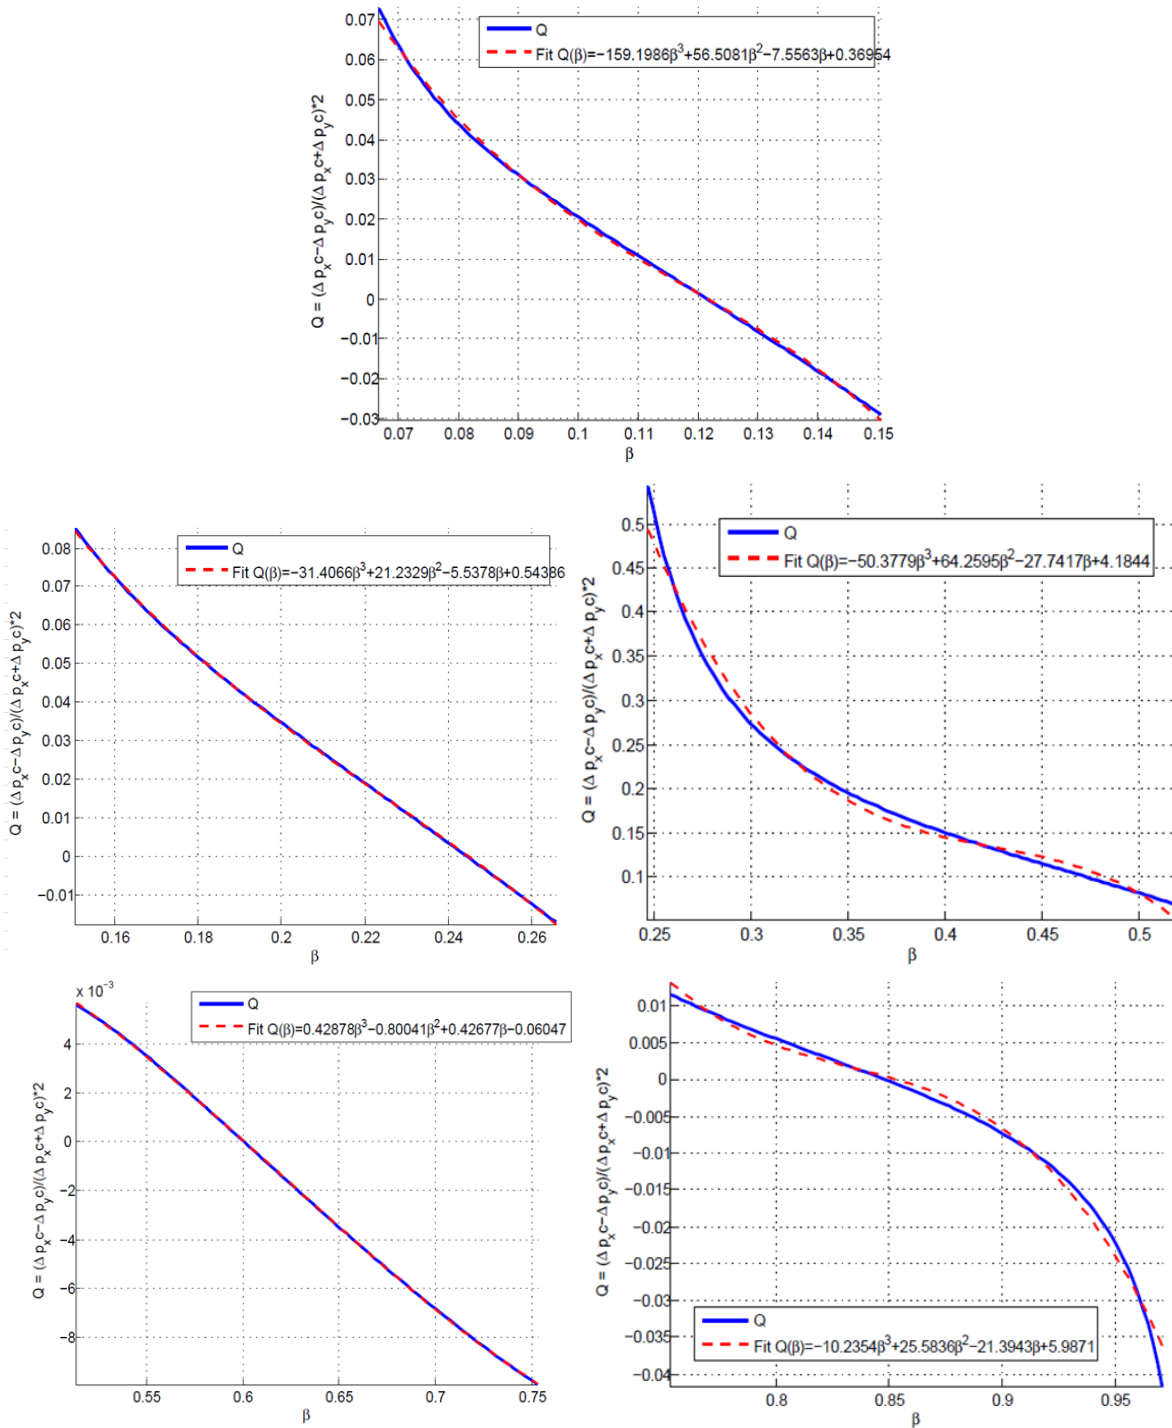 Q
Fit Q(β)=−159.1986β³+56.5081β²−7.5563β+0.36954
0.07
0.06
0.05
0.04
0.03
0.02
0.01
0
−0.01
−0.02
−0.03
0.07 0.08 0.09 0.1 0.11 0.12 0.13 0.14 0.15
β
Q = (Δ pₓc−Δ p_yc)/(Δ pₓc+Δ p_yc)*2
Q
Fit Q(β)=−31.4066β³+21.2329β²−5.5378β+0.54386
0.08
0.07
0.06
0.05
0.04
0.03
0.02
0.01
0
−0.01
0.16 0.18 0.2 0.22 0.24 0.26
β
Q = (Δ pₓc−Δ p_yc)/(Δ pₓc+Δ p_yc)*2
Q
Fit Q(β)=−50.3779β³+64.2595β²−27.7417β+4.1844
0.5
0.45
0.4
0.35
0.3
0.25
0.2
0.15
0.1
0.25 0.3 0.35 0.4 0.45 0.5
β
Q = (Δ pₓc−Δ p_yc)/(Δ pₓc+Δ p_yc)*2
x 10⁻³
Q
Fit Q(β)=0.42878β³−0.80041β²+0.42677β−0.06047
4
2
0
−2
−4
−6
−8
0.55 0.6 0.65 0.7 0.75
β
Q = (Δ pₓc−Δ p_yc)/(Δ pₓc+Δ p_yc)*2
0.01
0.005
0
−0.005
−0.01
−0.015
−0.02
−0.025
−0.03
−0.035
−0.04
Q
Fit Q(β)=−10.2354β³+25.5836β²−21.3943β+5.9871
0.8 0.85 0.9 0.95
β
Q = (Δ pₓc−Δ p_yc)/(Δ pₓc+Δ p_yc)*2